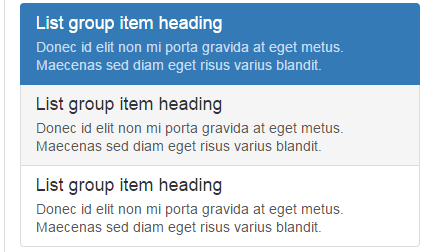 List group item heading
Donec id elit non mi porta gravida at eget metus.
Maecenas sed diam eget risus varius blandit.
List group item heading
Donec id elit non mi porta gravida at eget metus.
Maecenas sed diam eget risus varius blandit.
List group item heading
Donec id elit non mi porta gravida at eget metus.
Maecenas sed diam eget risus varius blandit.